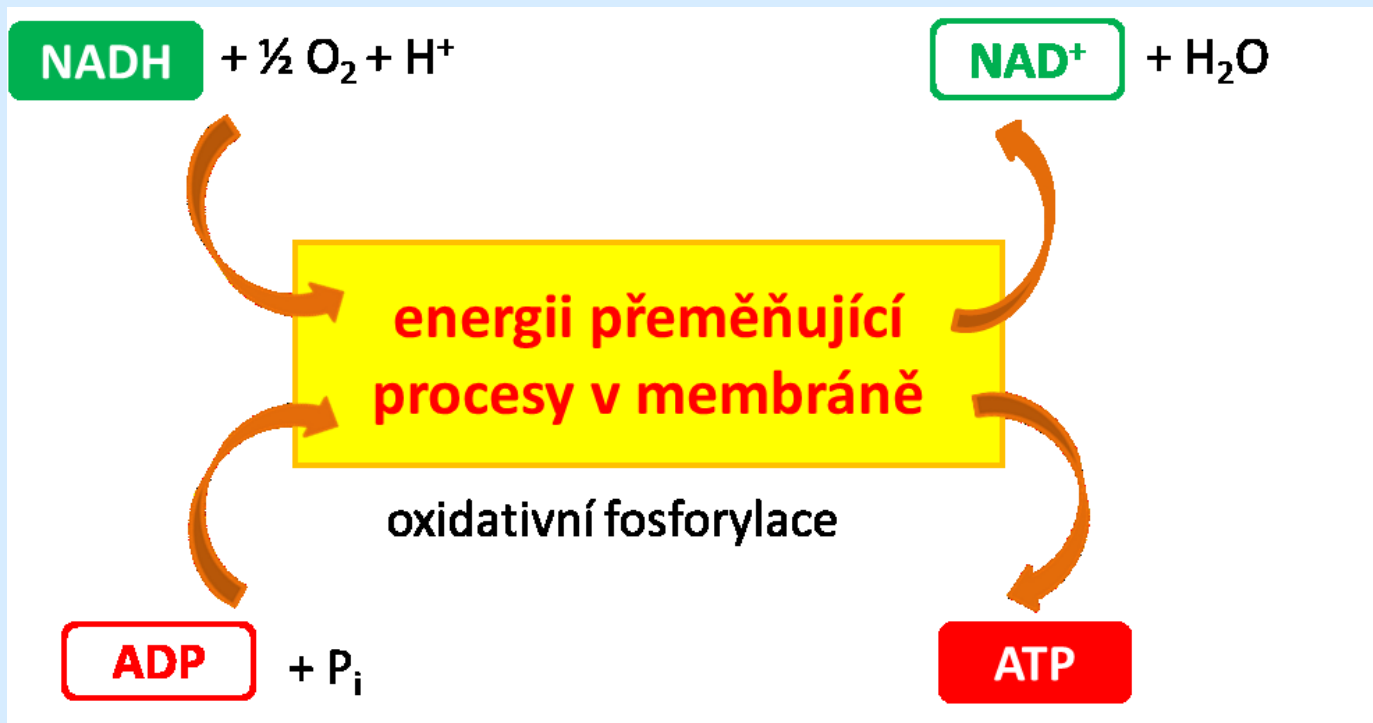 NADH + ½ O₂ + H⁺ NAD⁺ + H₂O
energii přeměňující
procesy v membráně
oxidativní fosforylace
ADP + Pᵢ ATP